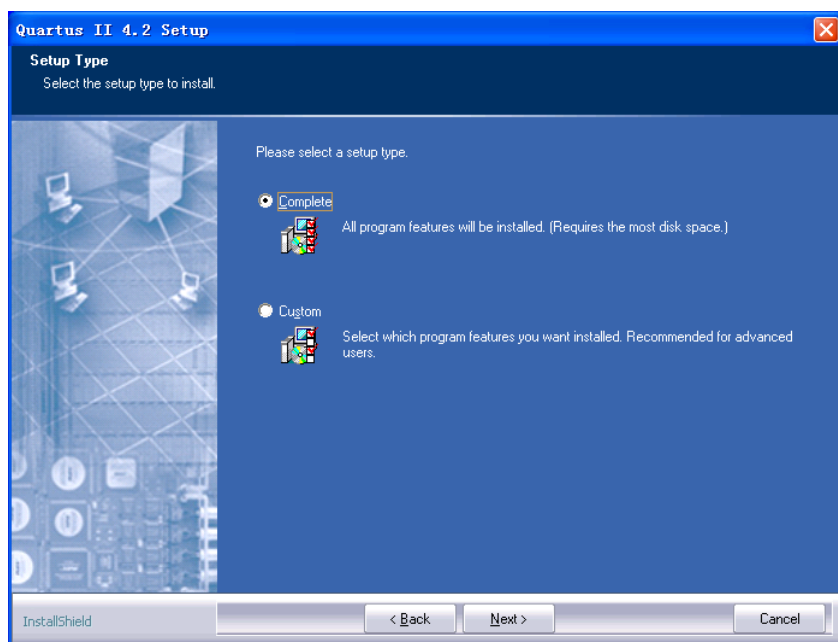 Quartus II 4.2 Setup
Setup Type
Select the setup type to install.
Please select a setup type.
Complete
All program features will be installed. (Requires the most disk space.)
Custom
Select which program features you want installed. Recommended for advanced
users.
InstallShield
< Back
Next >
Cancel